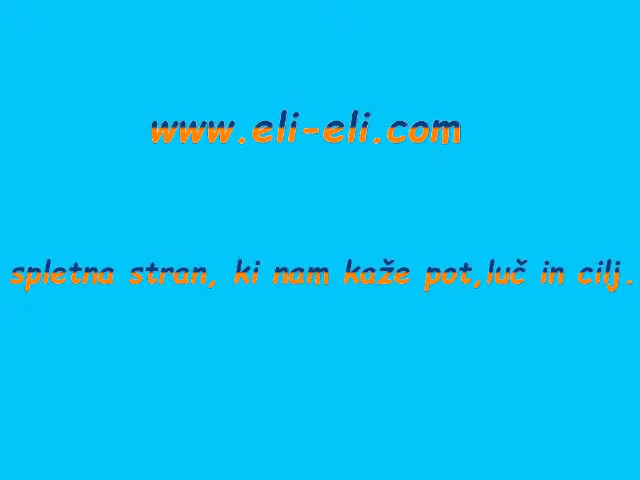 www.eli-eli.com
spletna stran, ki nam kaže pot,luč in cilj.